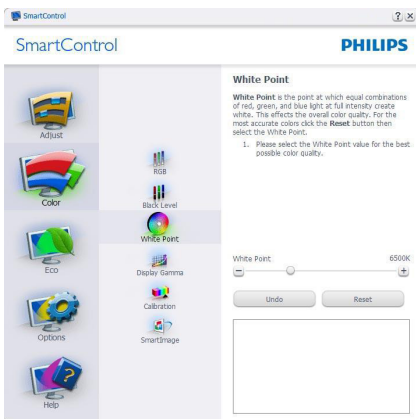 SmartControl
SmartControl
PHILIPS
Adjust
Color
Eco
Options
Help
RGB
Black Level
White Point
Display Gamma
Calibration
SmartImage
White Point
White Point is the point at which equal combinations
of red, green, and blue light at full intensity create
white. This effects the overall color quality. For the
most accurate colors click the Reset button then
select the White Point.
1. Please select the White Point value for the best
possible color quality.
White Point 6500K
Undo Reset